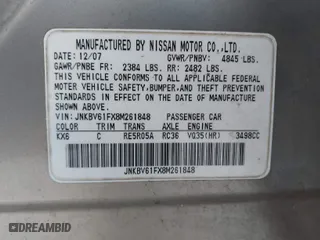 MANUFACTURED BY NISSAN MOTOR CO.,LTD.
DATE: 12/07 GVWR/PNBV: 4845 LBS.
GAWR/PNBE FR: 2384 LBS. RR: 2482 LBS.
THIS VEHICLE CONFORMS TO ALL APPLICABLE FEDERAL
MOTOR VEHICLE SAFETY,BUMPER,AND THEFT PREVENTION
STANDARDS IN EFFECT ON THE DATE OF MANUFACTURE
SHOWN ABOVE.
VIN: JNKBV61FX8M261848 PASSENGER CAR
COLOR TRIM TRANS AXLE ENGINE
KX6 C RE5R05A RC36 VQ35(HR) 3498CC
JNKBV61FX8M261848